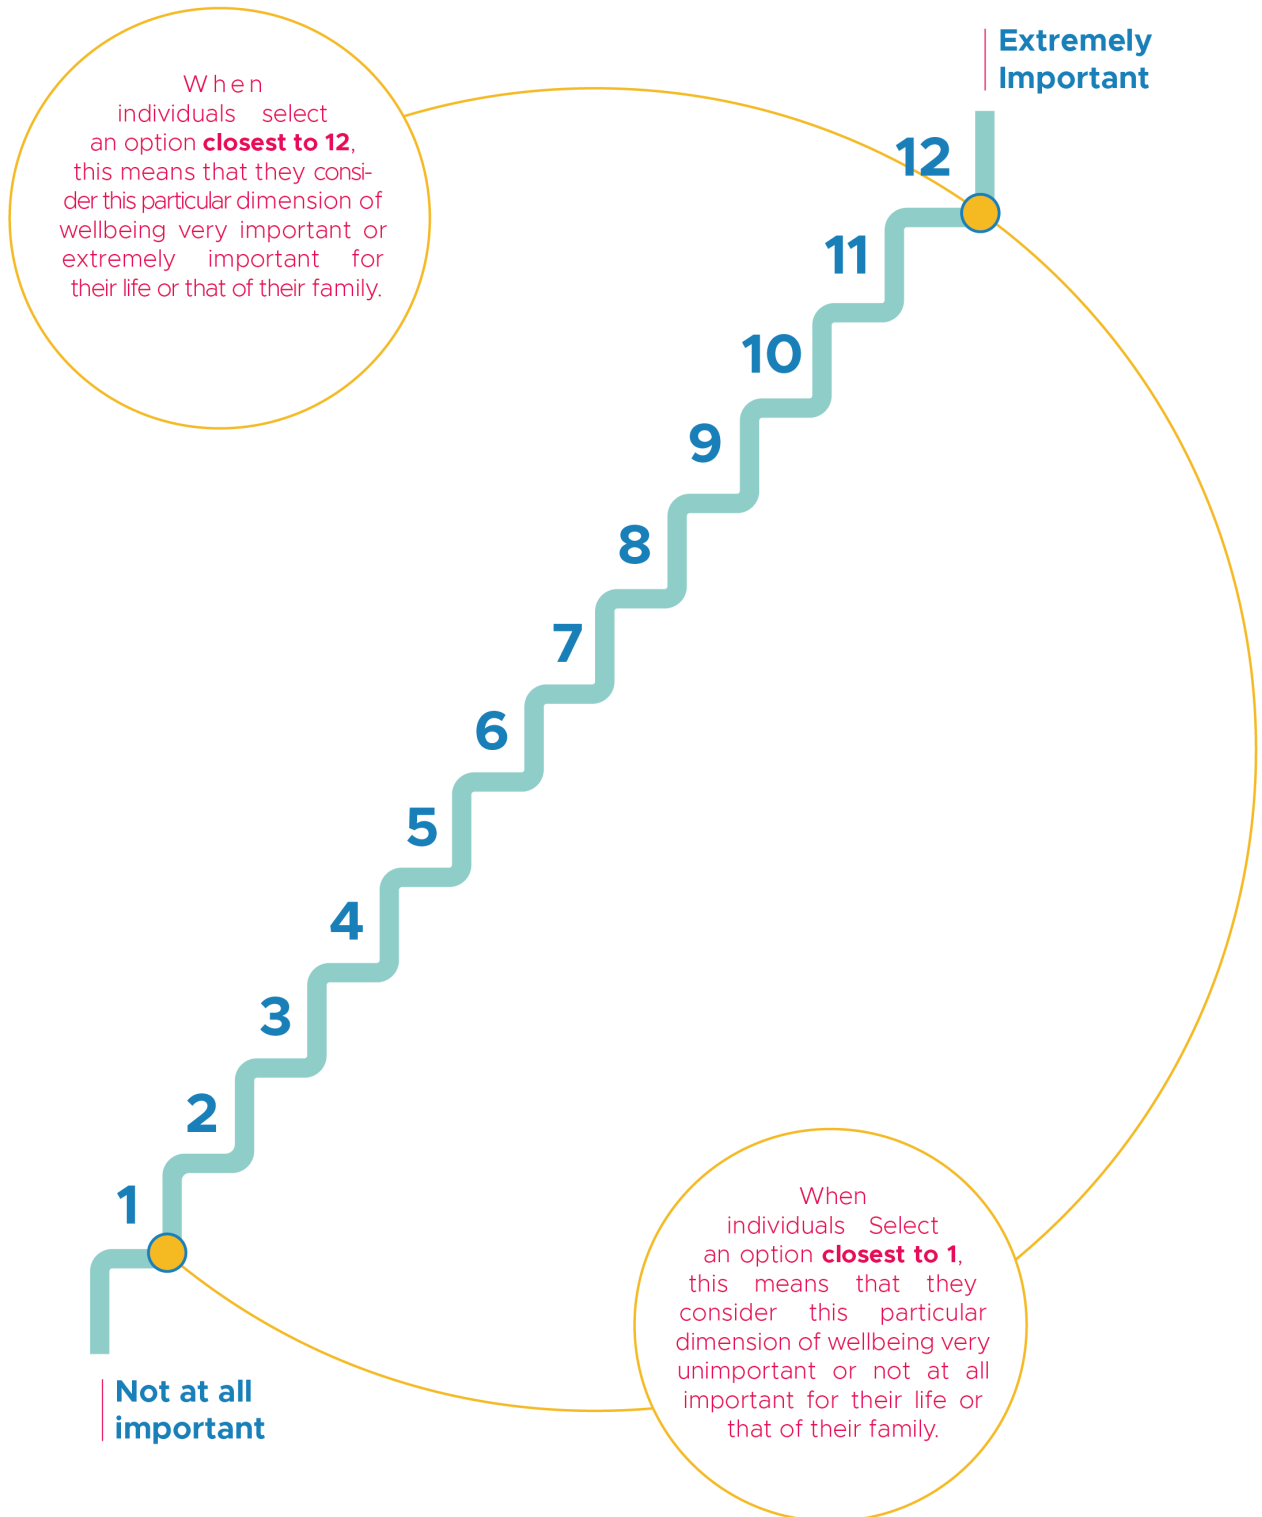 Extremely
Important
When
individuals select
an option closest to 12,
this means that they consi-
der this particular dimension of
wellbeing very important or
extremely important for
their life or that of their family.
12
11
10
9
8
7
6
5
4
3
2
1
When
individuals Select
an option closest to 1,
this means that they
consider this particular
dimension of wellbeing very
unimportant or not at all
important for their life or
that of their family.
Not at all
important